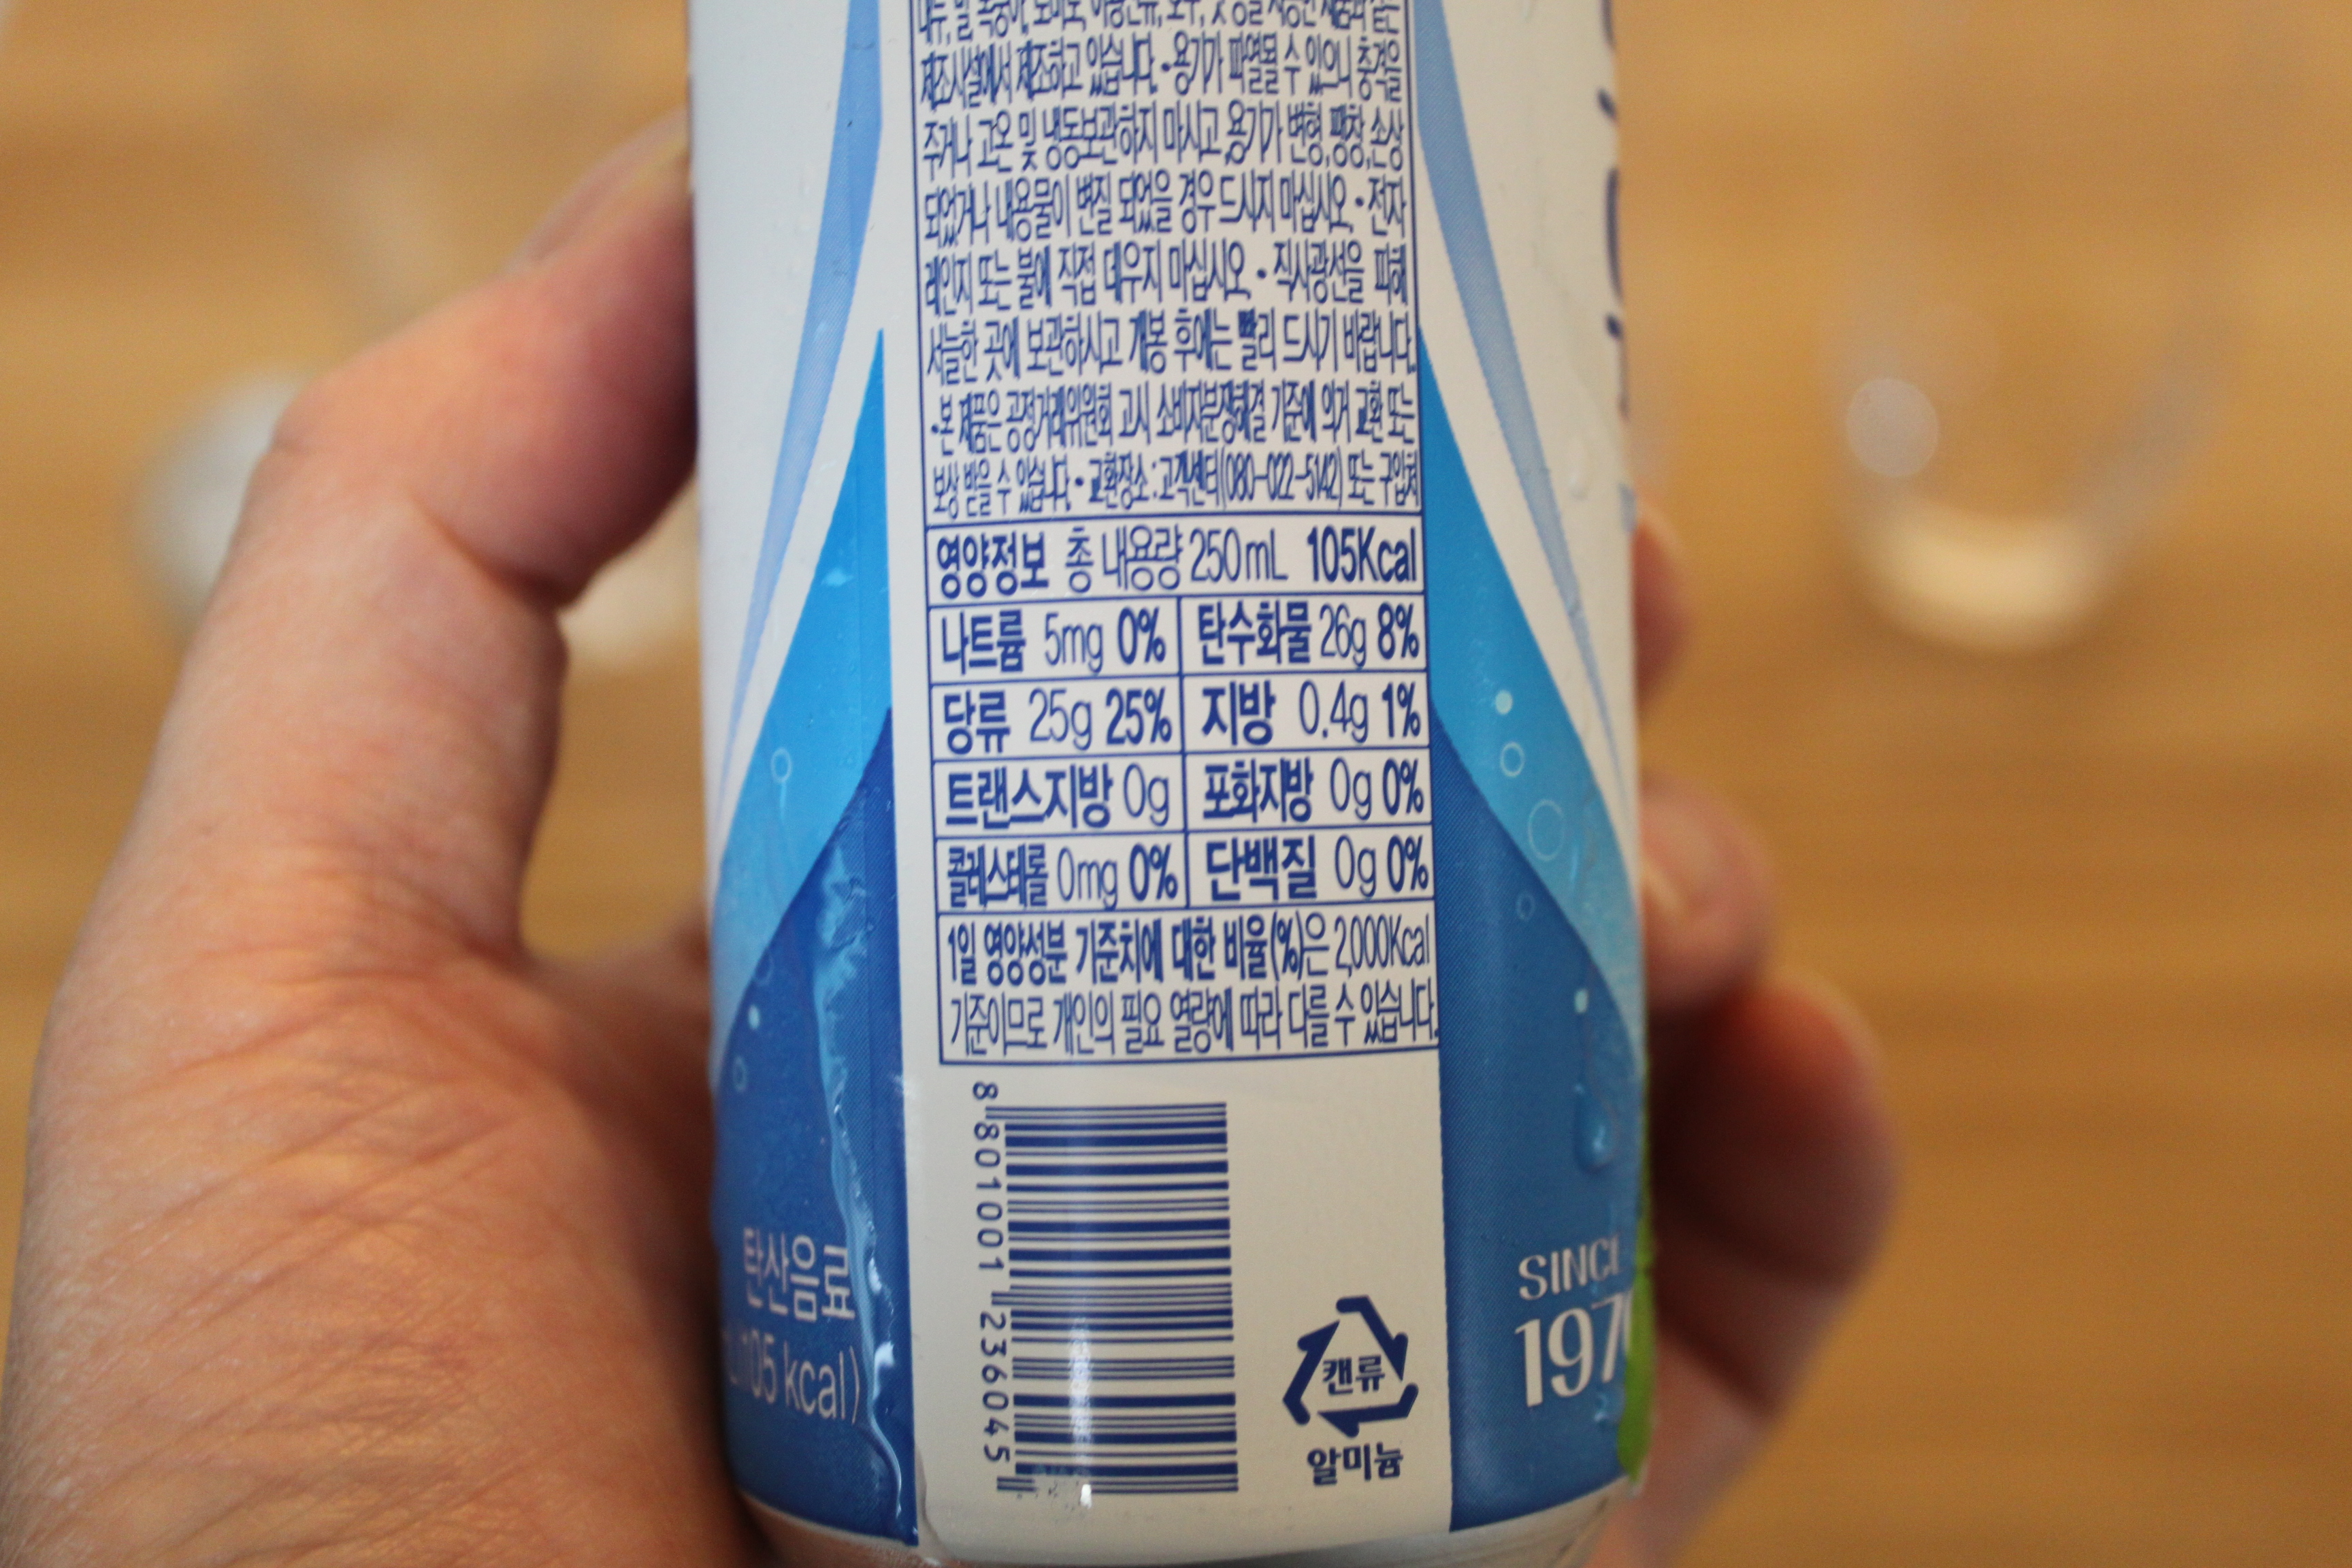 제조시설에서 제조하고 있습니다. •용기가 파열될 수 있으니 충격을
주거나 고온 및 냉동보관하지 마시고, 용기가 변형, 팽창, 손상
되었거나 내용물이 변질 되었을 경우 드시지 마십시오. •전자
레인지 또는 불에 직접 데우지 마십시오. •직사광선을 피해
서늘한 곳에 보관하시고 개봉 후에는 빨리 드시기 바랍니다.
•본 제품은 공정거래위원회 고시 소비자분쟁해결 기준에 의거 교환 또는
보상 받을 수 있습니다. •교환장소 : 고객센터(080-022-5142) 또는 구입처
영양정보 총 내용량 250mL 105Kcal
나트륨 5mg 0% 탄수화물 26g 8%
당류 25g 25% 지방 0.4g 1%
트랜스지방 0g 포화지방 0g 0%
콜레스테롤 0mg 0% 단백질 0g 0%
1일 영양성분 기준치에 대한 비율(%)은 2,000Kcal
기준이므로 개인의 필요 열량에 따라 다를 수 있습니다.
8 801001 236045
캔류
알미늄
탄산음료
105 kcal)